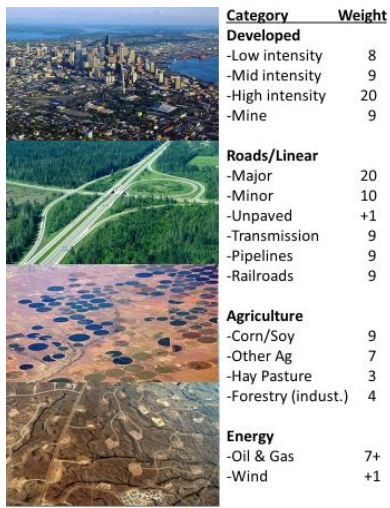 Category Weight
Developed
-Low intensity 8
-Mid intensity 9
-High intensity 20
-Mine 9
Roads/Linear
-Major 20
-Minor 10
-Unpaved +1
-Transmission 9
-Pipelines 9
-Railroads 9
Agriculture
-Corn/Soy 9
-Other Ag 7
-Hay Pasture 3
-Forestry (indust.) 4
Energy
-Oil & Gas 7+
-Wind +1